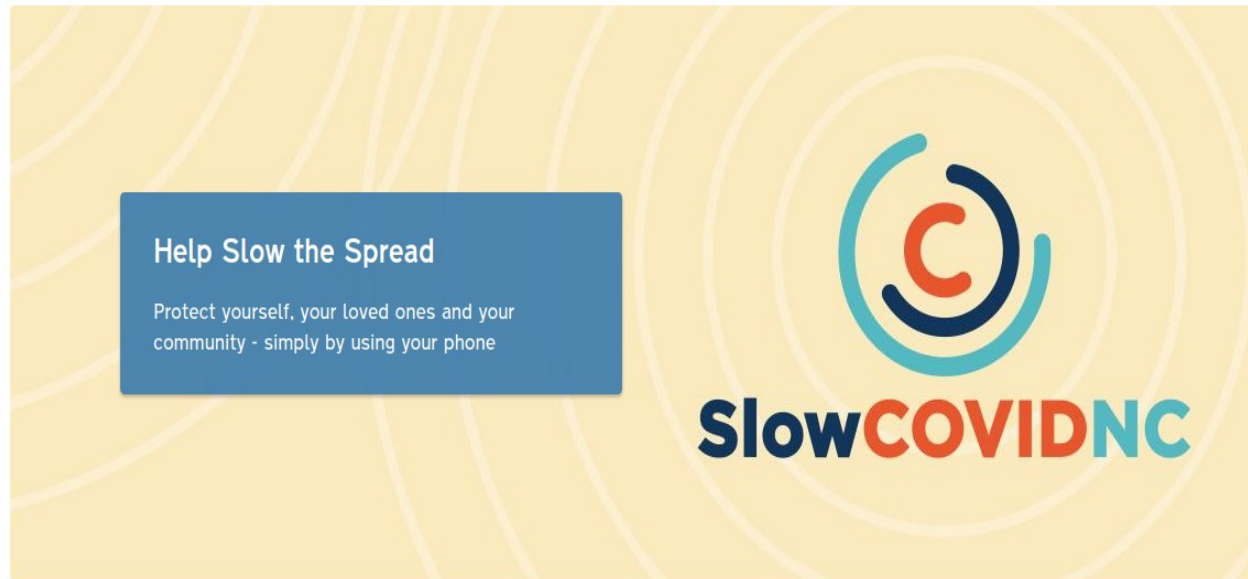 Help Slow the Spread
Protect yourself, your loved ones and your
community - simply by using your phone
SlowCOVIDNC